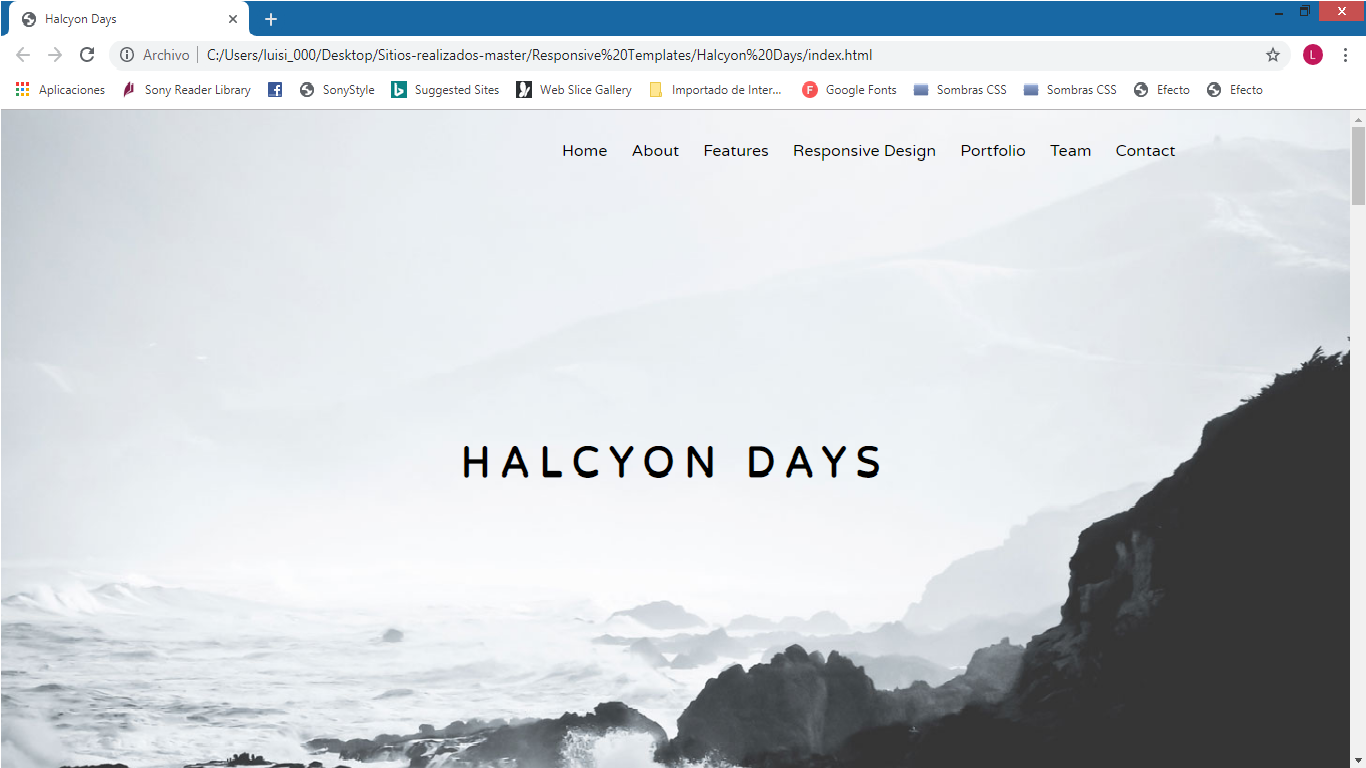 Halcyon Days
Archivo C:/Users/luisi_000/Desktop/Sitios-realizados-master/Responsive%20Templates/Halcyon%20Days/index.html L
Aplicaciones Sony Reader Library SonyStyle Suggested Sites Web Slice Gallery Importado de Inter... F Google Fonts Sombras CSS Sombras CSS Efecto Efecto
Home About Features Responsive Design Portfolio Team Contact
HALCYON DAYS